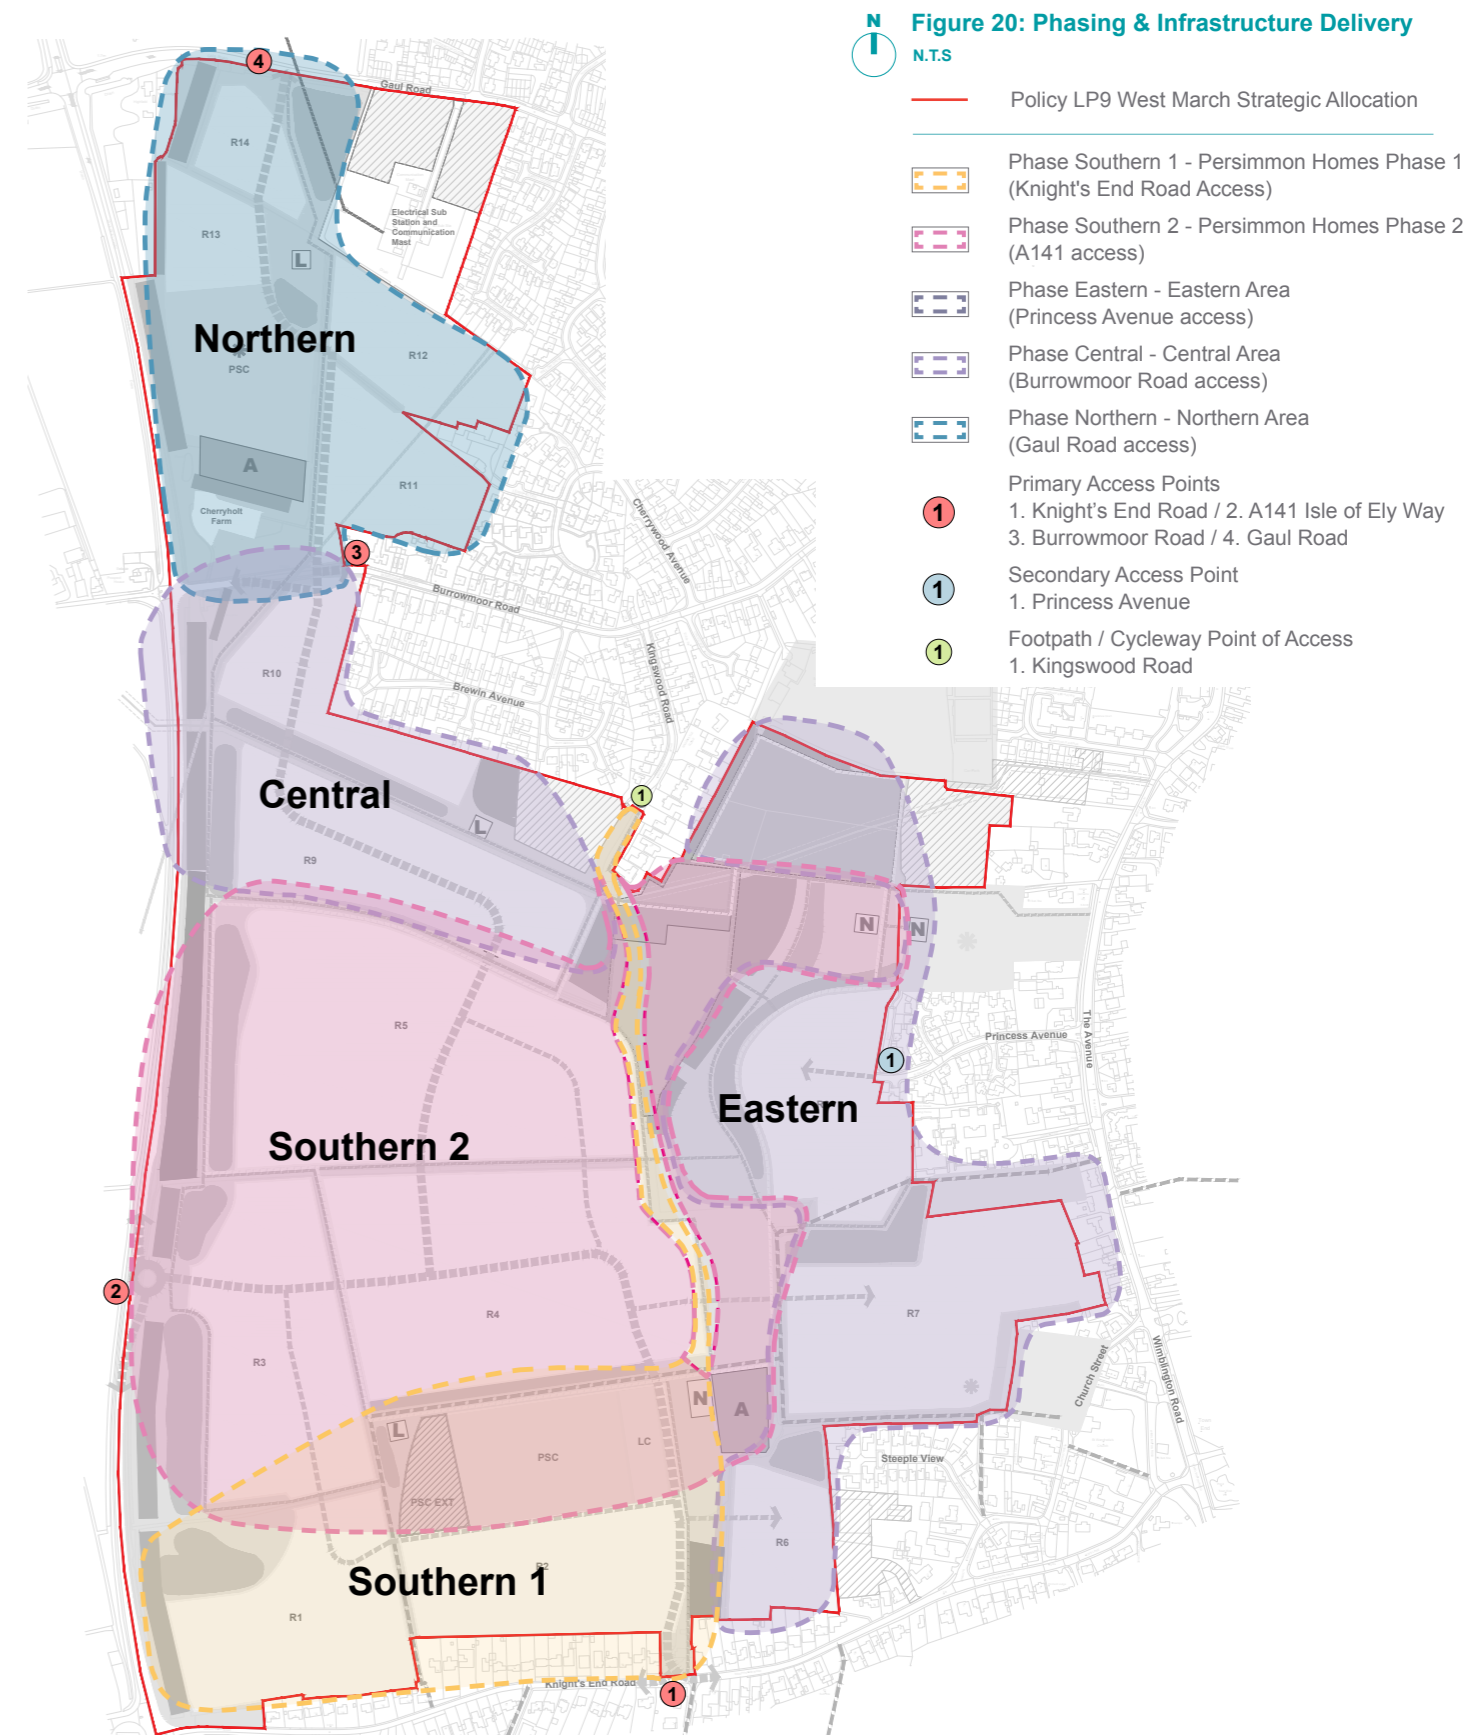 N
Figure 20: Phasing & Infrastructure Delivery
N.T.S
Policy LP9 West March Strategic Allocation
Phase Southern 1 - Persimmon Homes Phase 1
(Knight's End Road Access)
Phase Southern 2 - Persimmon Homes Phase 2
(A141 access)
Phase Eastern - Eastern Area
(Princess Avenue access)
Phase Central - Central Area
(Burrowmoor Road access)
Phase Northern - Northern Area
(Gaul Road access)
1
Primary Access Points
1. Knight's End Road / 2. A141 Isle of Ely Way
3. Burrowmoor Road / 4. Gaul Road
1
Secondary Access Point
1. Princess Avenue
1
Footpath / Cycleway Point of Access
1. Kingswood Road
4
Gaul Road
R14
Electrical Sub
Station and
Communication
Mast
R13
L
Northern
PSC
R12
A
R11
Cherryholt
Farm
3
Cherrywood Avenue
Burrowmoor Road
Kingswood Road
R10
Brewin Avenue
Central
1
L
R9
N
N
R5
Princess Avenue
The Avenue
1
Eastern
Southern 2
2
R4
R7
R3
Church Street
Wimblington Road
N
A
L
LC
PSC
Steeple View
PSC EXT
R6
R2
Southern 1
R1
Knight's End Road
1